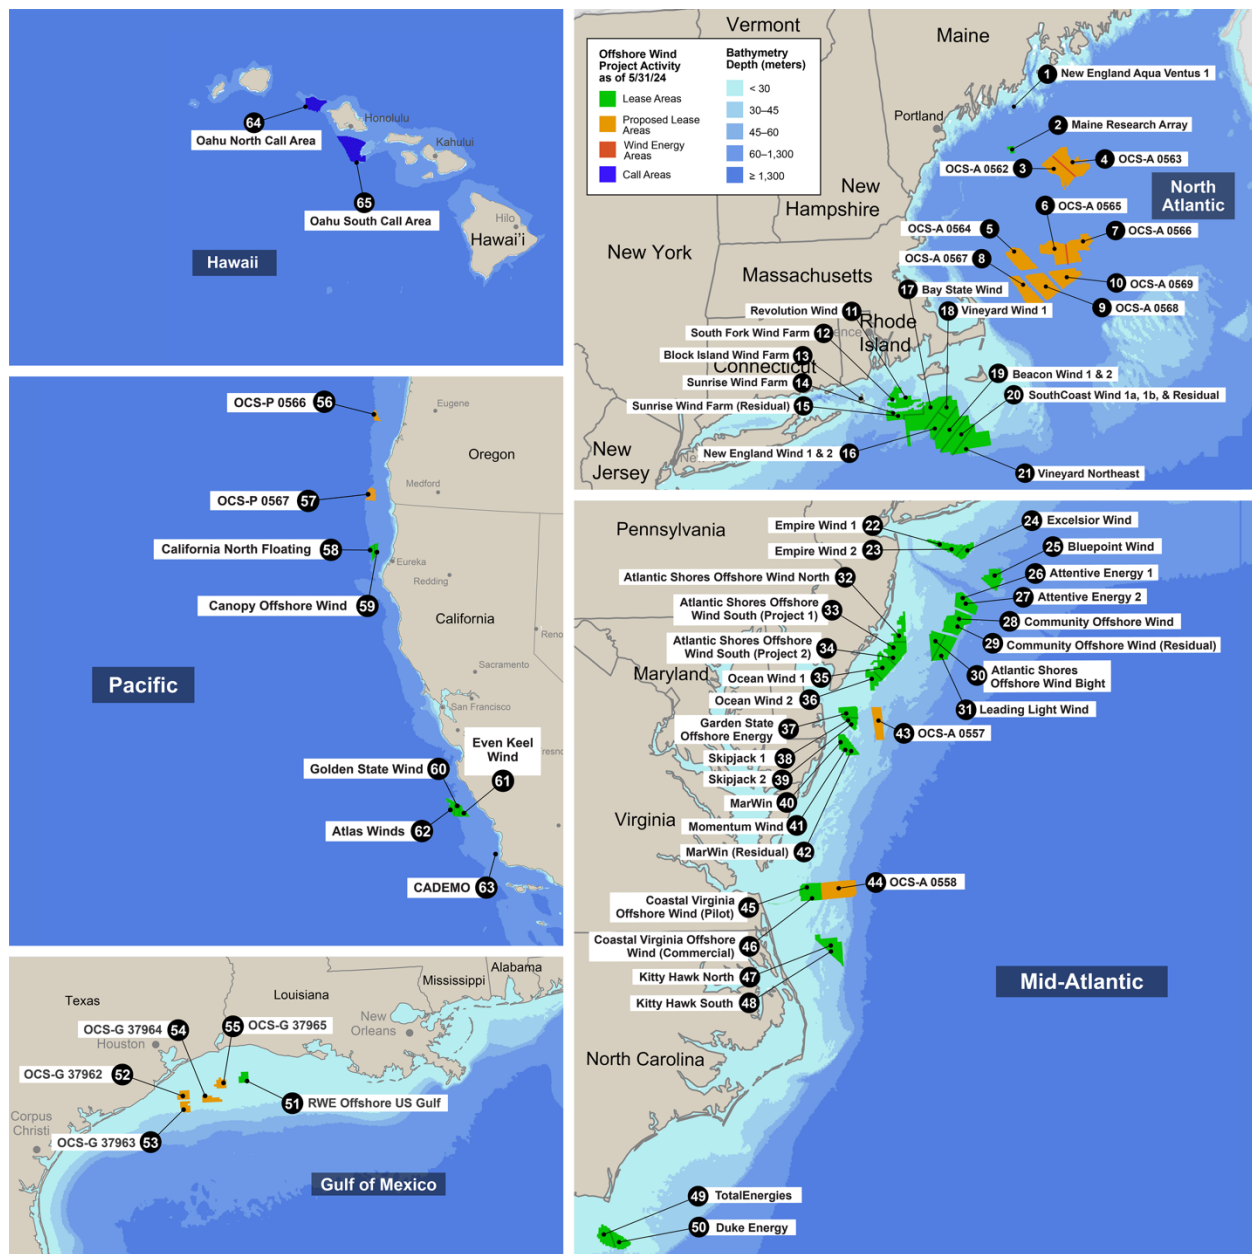 64
Oahu North Call Area
Honolulu
Kahului
65
Oahu South Call Area
Hilo
Hawai'i
Hawaii
OCS-P 0566
56
Eugene
Oregon
OCS-P 0567
57
Medford
California North Floating
58
Eureka
Redding
Canopy Offshore Wind
59
California
Reno
Sacramento
Pacific
San Francisco
Even Keel
Wind
61
Fresno
Golden State Wind
60
Atlas Winds
62
CADEMO
63
Alabama
Mississippi
Texas
Louisiana
OCS-G 37964
54
55
OCS-G 37965
New
Orleans
Houston
OCS-G 37962
52
51
RWE Offshore US Gulf
Corpus
Christi
OCS-G 37963
53
Gulf of Mexico
Vermont
Maine
Offshore Wind
Project Activity
as of 5/31/24
Lease Areas
Proposed Lease
Areas
Wind Energy
Areas
Call Areas
Bathymetry
Depth (meters)
< 30
30–45
45–60
60–1,300
≥ 1,300
1
New England Aqua Ventus 1
Portland
2
Maine Research Array
OCS-A 0562
3
4
OCS-A 0563
North
Atlantic
New
Hampshire
6
OCS-A 0565
OCS-A 0564
5
7
OCS-A 0566
New York
OCS-A 0567
8
Massachusetts
10
OCS-A 0569
17
Bay State Wind
9
OCS-A 0568
Revolution Wind
11
18
Vineyard Wind 1
Rhode
Island
South Fork Wind Farm
12
Block Island Wind Farm
13
Connecticut
Sunrise Wind Farm
14
19
Beacon Wind 1 & 2
20
SouthCoast Wind 1a, 1b, & Residual
Sunrise Wind Farm (Residual)
15
New
Jersey
New England Wind 1 & 2
16
21
Vineyard Northeast
Pennsylvania
Empire Wind 1
22
24
Excelsior Wind
Empire Wind 2
23
25
Bluepoint Wind
Atlantic Shores Offshore Wind North
32
26
Attentive Energy 1
27
Attentive Energy 2
Atlantic Shores Offshore
Wind South (Project 1)
33
28
Community Offshore Wind
29
Community Offshore Wind (Residual)
Atlantic Shores Offshore
Wind South (Project 2)
34
30
Atlantic Shores
Offshore Wind Bight
Maryland
Ocean Wind 1
35
Ocean Wind 2
36
31
Leading Light Wind
Garden State
Offshore Energy
37
43
OCS-A 0557
Skipjack 1
38
Skipjack 2
39
MarWin
40
Virginia
Momentum Wind
41
MarWin (Residual)
42
44
OCS-A 0558
Coastal Virginia
Offshore Wind (Pilot)
45
Coastal Virginia Offshore
Wind (Commercial)
46
Kitty Hawk North
47
Mid-Atlantic
Kitty Hawk South
48
North Carolina
49
TotalEnergies
50
Duke Energy